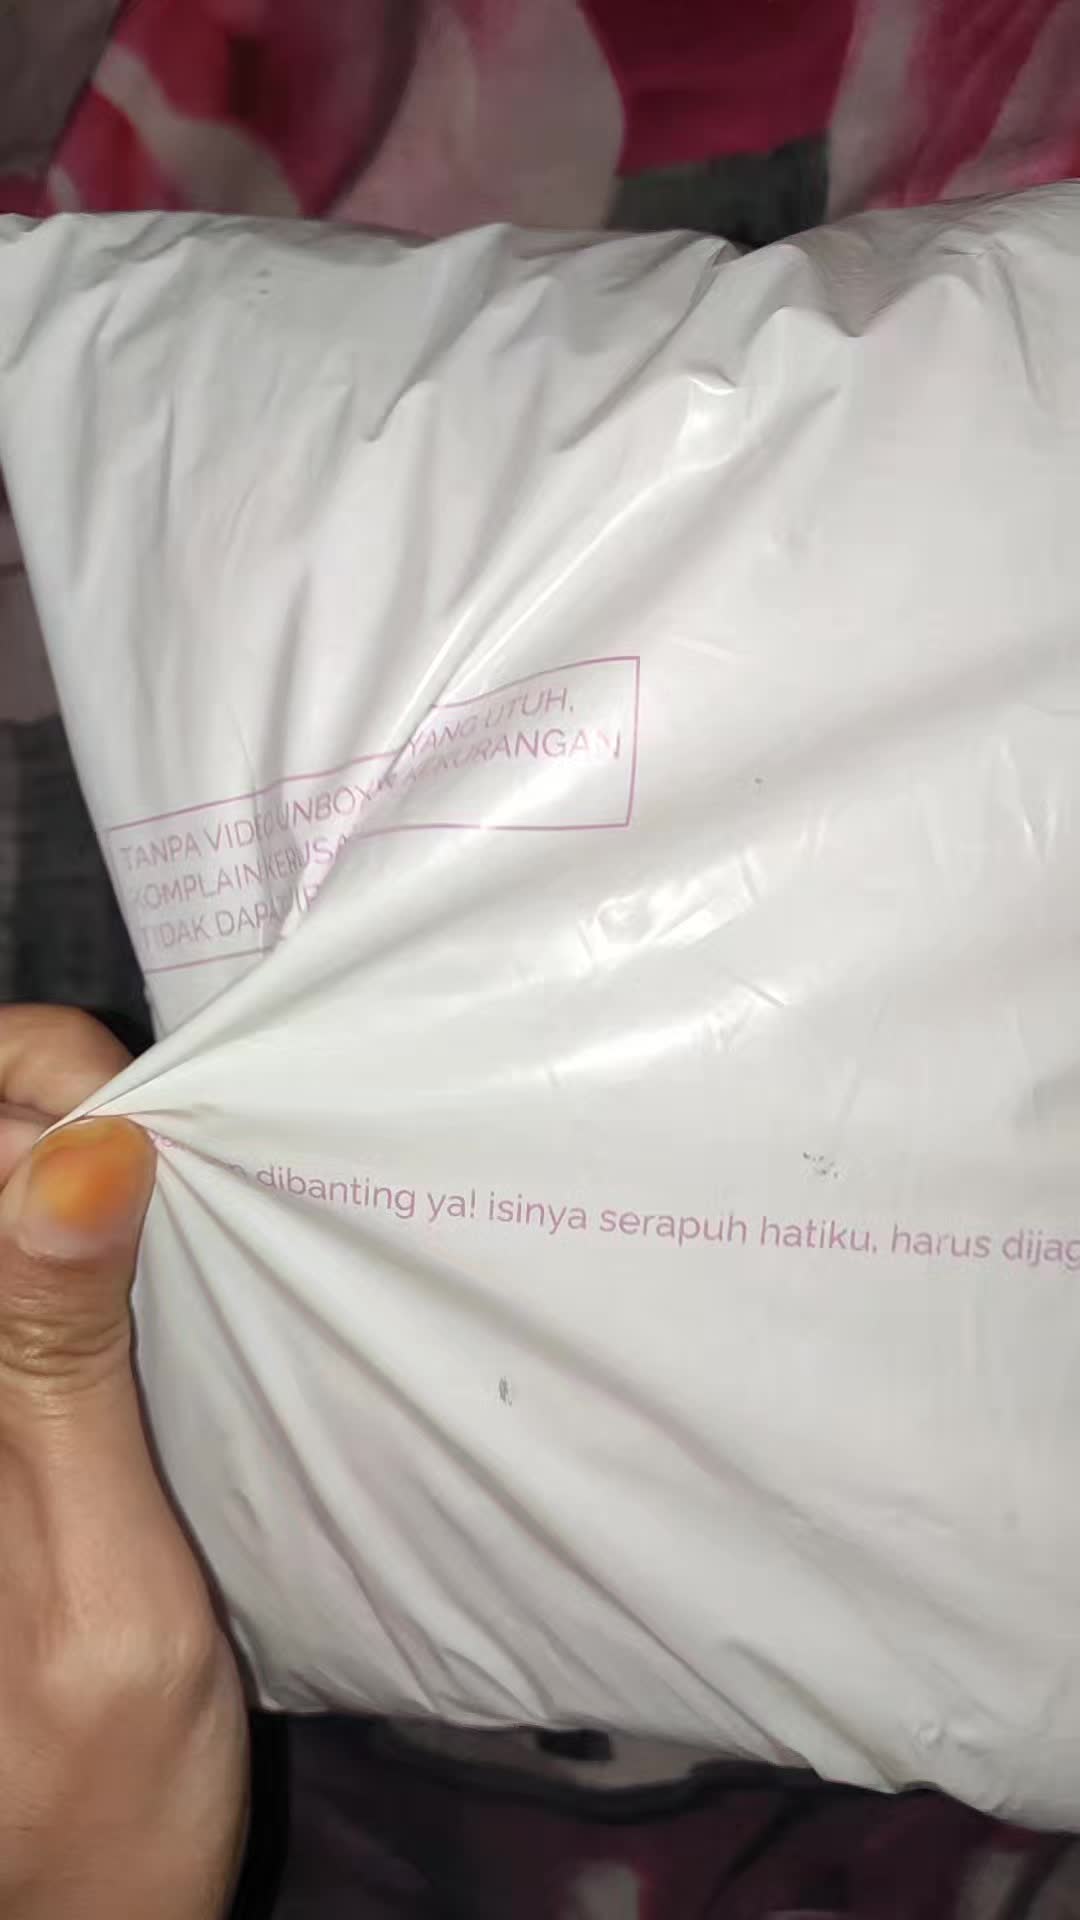 TANPA VIDEO UNBOX YANG UTUH,
KOMPLAIN KERUSA KEKURANGAN
TIDAK DAPAT
dibanting ya! isinya serapuh hatiku, harus dijag